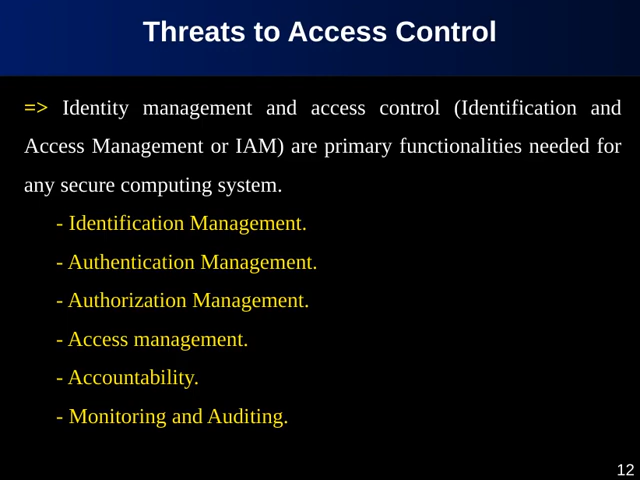 Threats to Access Control
=> Identity management and access control (Identification and
Access Management or IAM) are primary functionalities needed for
any secure computing system.
- Identification Management.
- Authentication Management.
- Authorization Management.
- Access management.
- Accountability.
- Monitoring and Auditing.
12